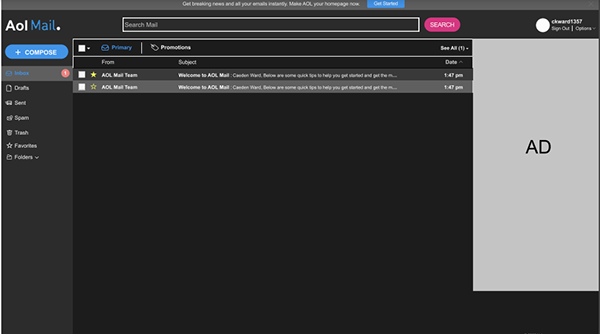 Get breaking news and all your emails instantly. Make AOL your homepage now. Get Started
Aol Mail.
Search Mail
SEARCH
ckward1357
Sign Out | Options
+ COMPOSE
Primary
Promotions
See All (1)
From Subject Date
Inbox 1
Drafts
Sent
Spam
Trash
Favorites
Folders
AOL Mail Team Welcome to AOL Mail | Caeden Ward, Below are some quick tips to help you get started and get the m... 1:47 pm
AOL Mail Team Welcome to AOL Mail | Caeden Ward, Below are some quick tips to help you get started and get the m... 1:47 pm
AD